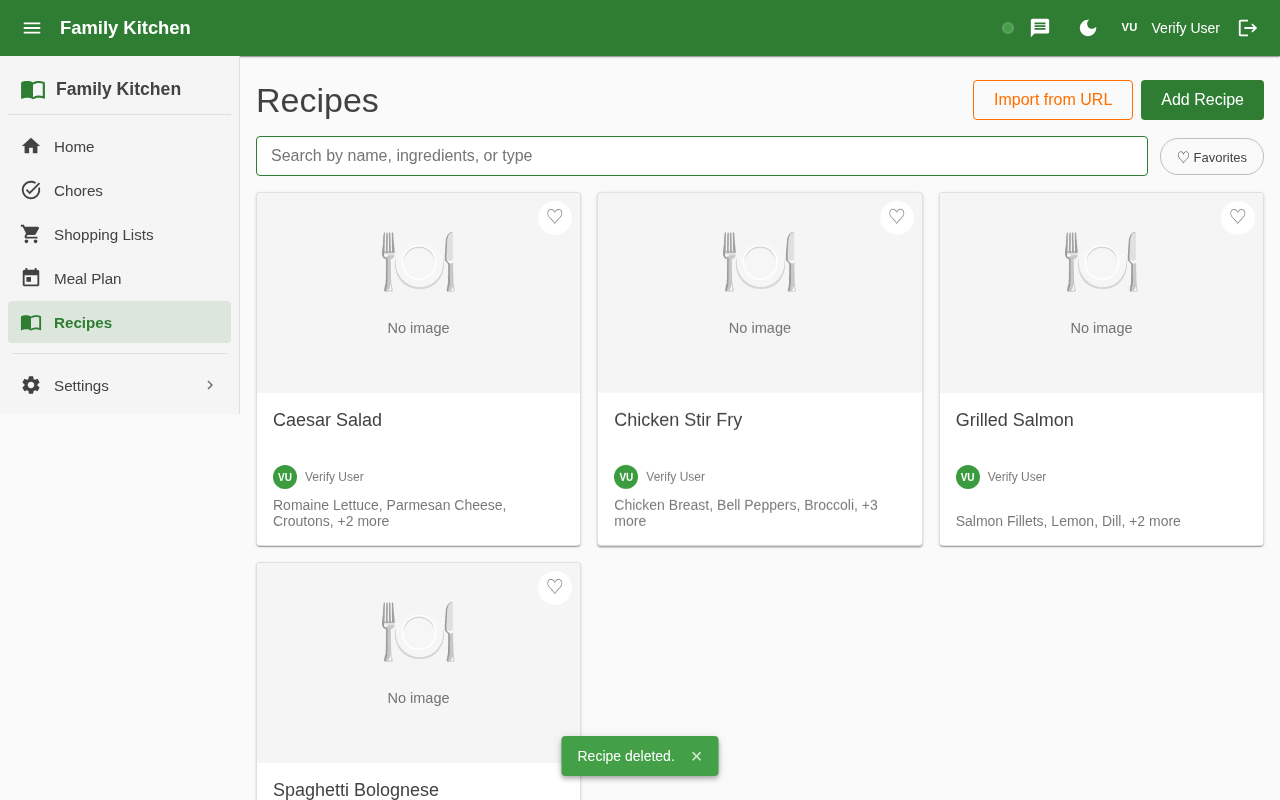 Family Kitchen
VU
Verify User
Family Kitchen
Home
Chores
Shopping Lists
Meal Plan
Recipes
Settings
Recipes
Import from URL
Add Recipe
Search by name, ingredients, or type
♡ Favorites
No image
Caesar Salad
VU
Verify User
Romaine Lettuce, Parmesan Cheese,
Croutons, +2 more
No image
Chicken Stir Fry
VU
Verify User
Chicken Breast, Bell Peppers, Broccoli, +3
more
No image
Grilled Salmon
VU
Verify User
Salmon Fillets, Lemon, Dill, +2 more
No image
Spaghetti Bolognese
Recipe deleted.